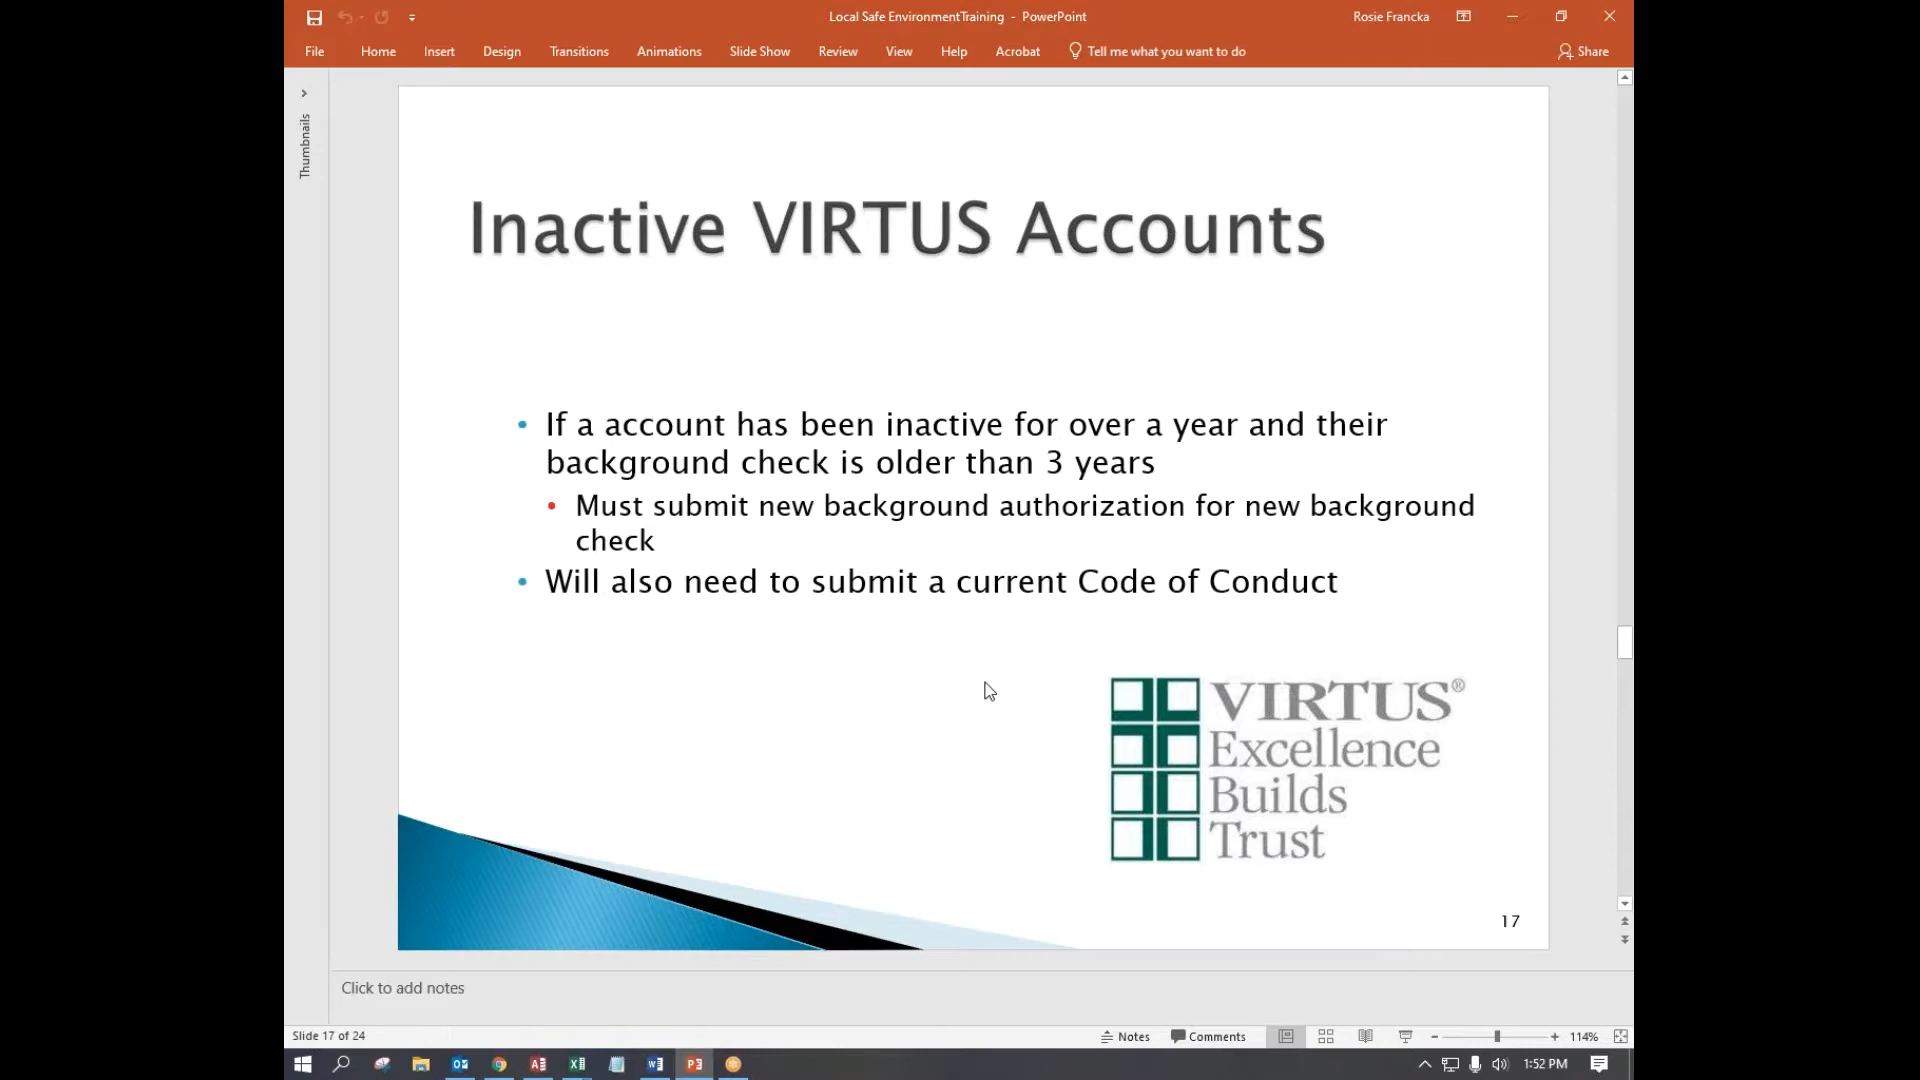 Local Safe EnvironmentTraining - PowerPoint
Rosie Francka
File Home Insert Design Transitions Animations Slide Show Review View Help Acrobat Tell me what you want to do Share
Thumbnails
Inactive VIRTUS Accounts
If a account has been inactive for over a year and their
background check is older than 3 years
Must submit new background authorization for new background
check
Will also need to submit a current Code of Conduct
VIRTUS®
Excellence
Builds
Trust
17
Click to add notes
Slide 17 of 24
Notes Comments 114%
1:52 PM